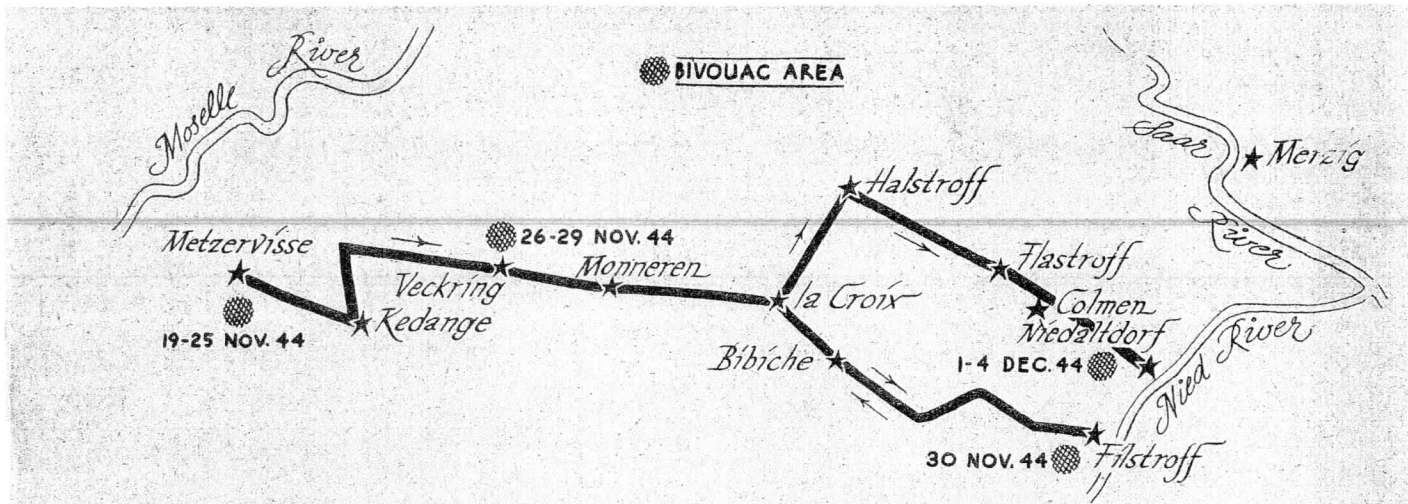 Moselle River
BIVOUAC AREA
Saar River
Merzig
Halstroff
Metzervisse
26-29 NOV. 44
Veckring
Monneren
la Croix
Flastroff
Colmen
Niedaltdorf
Kedange
19-25 NOV. 44
Bibiche
1-4 DEC. 44
Nied River
30 NOV. 44
Filstroff